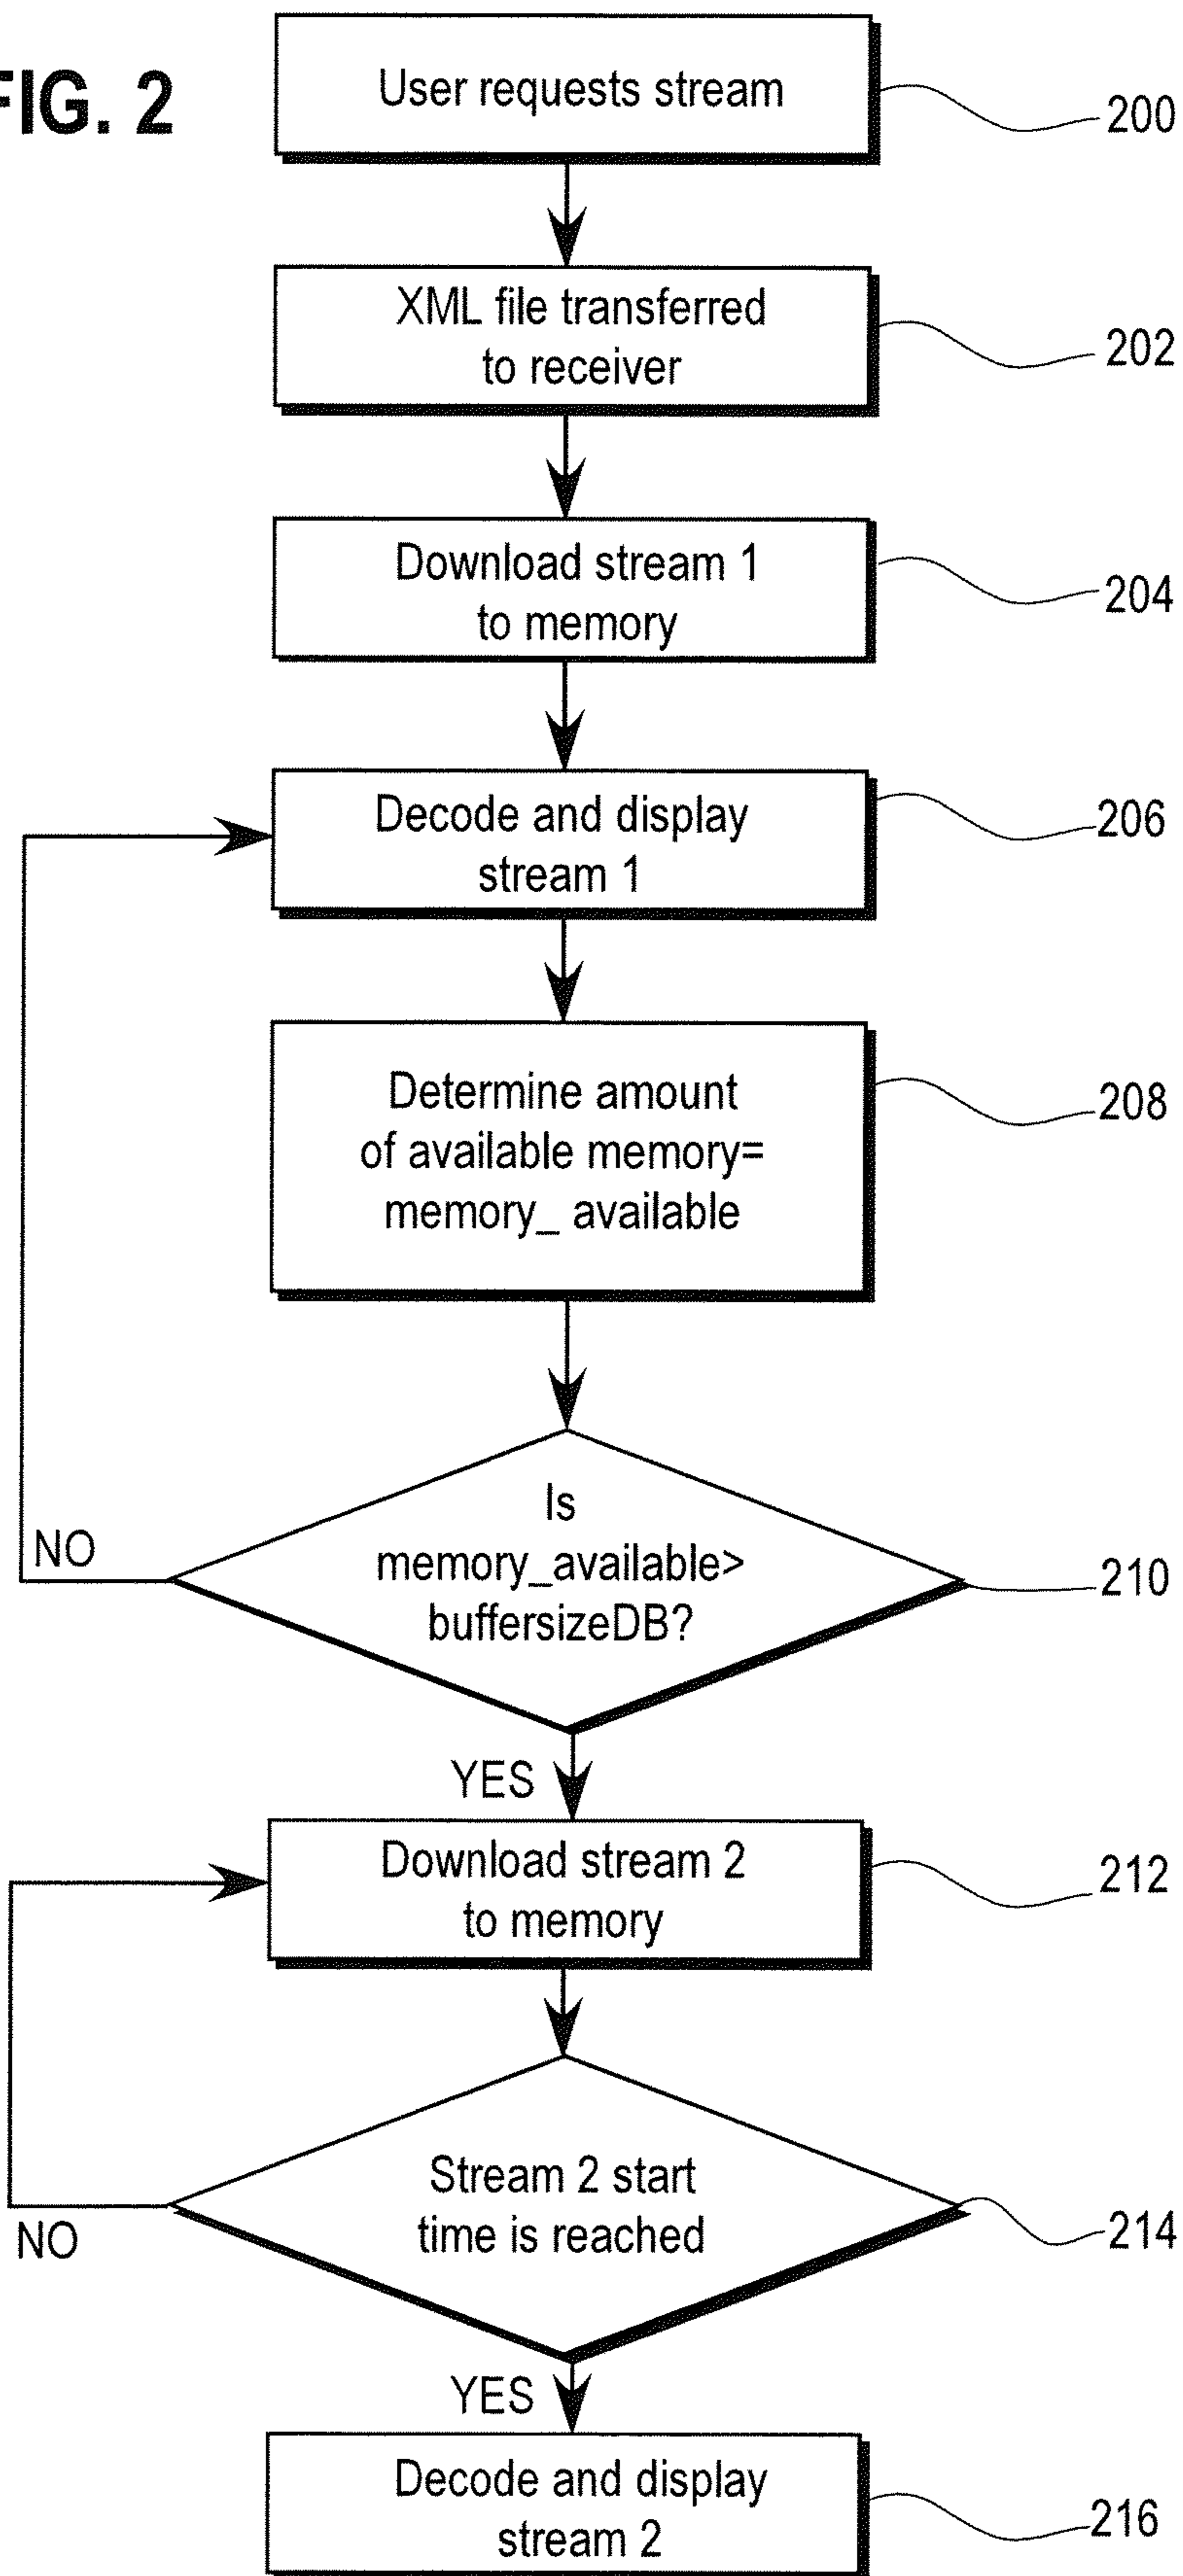 FIG. 2
User requests stream
200
XML file transferred
to receiver
202
Download stream 1
to memory
204
Decode and display
stream 1
206
Determine amount
of available memory=
memory_ available
208
Is
memory_available>
buffersizeDB?
210
NO
YES
Download stream 2
to memory
212
Stream 2 start
time is reached
214
NO
YES
Decode and display
stream 2
216